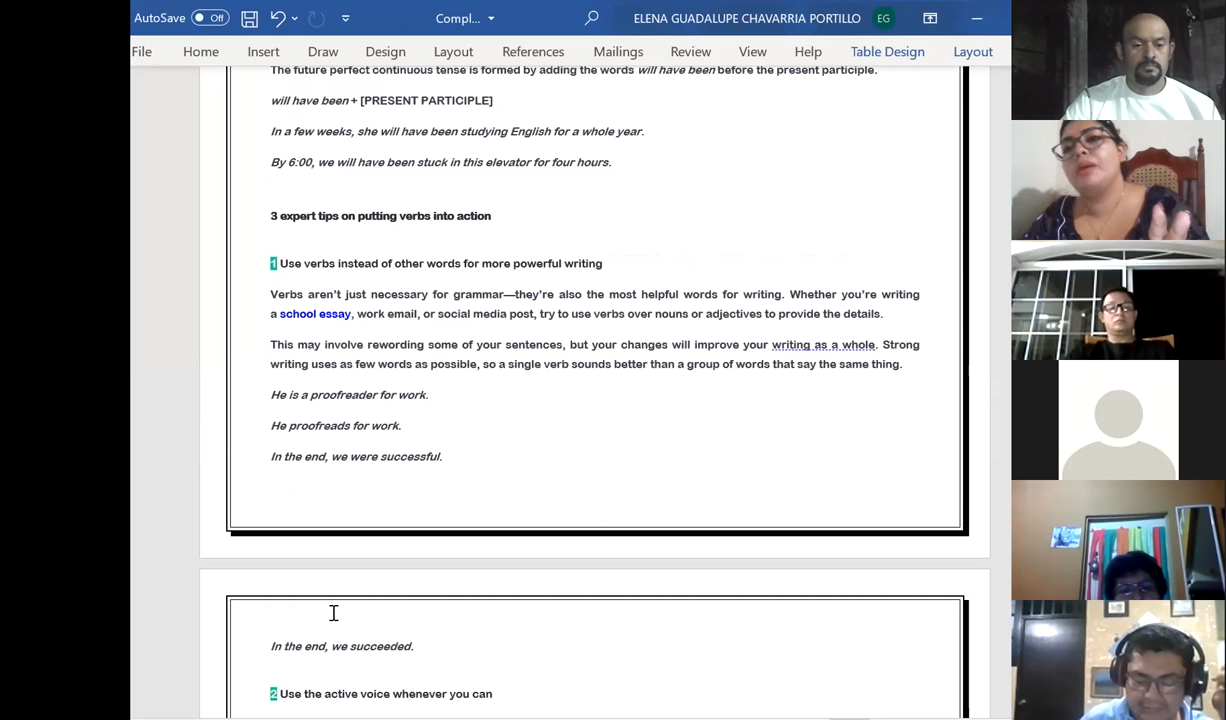 AutoSave Off Compl... ELENA GUADALUPE CHAVARRIA PORTILLO EG
File Home Insert Draw Design Layout References Mailings Review View Help Table Design Layout
The future perfect continuous tense is formed by adding the words will have been before the present participle.
will have been + [PRESENT PARTICIPLE]
In a few weeks, she will have been studying English for a whole year.
By 6:00, we will have been stuck in this elevator for four hours.
3 expert tips on putting verbs into action
1 Use verbs instead of other words for more powerful writing
Verbs aren't just necessary for grammar—they're also the most helpful words for writing. Whether you're writing
a school essay, work email, or social media post, try to use verbs over nouns or adjectives to provide the details.
This may involve rewording some of your sentences, but your changes will improve your writing as a whole. Strong
writing uses as few words as possible, so a single verb sounds better than a group of words that say the same thing.
He is a proofreader for work.
He proofreads for work.
In the end, we were successful.
In the end, we succeeded.
2 Use the active voice whenever you can